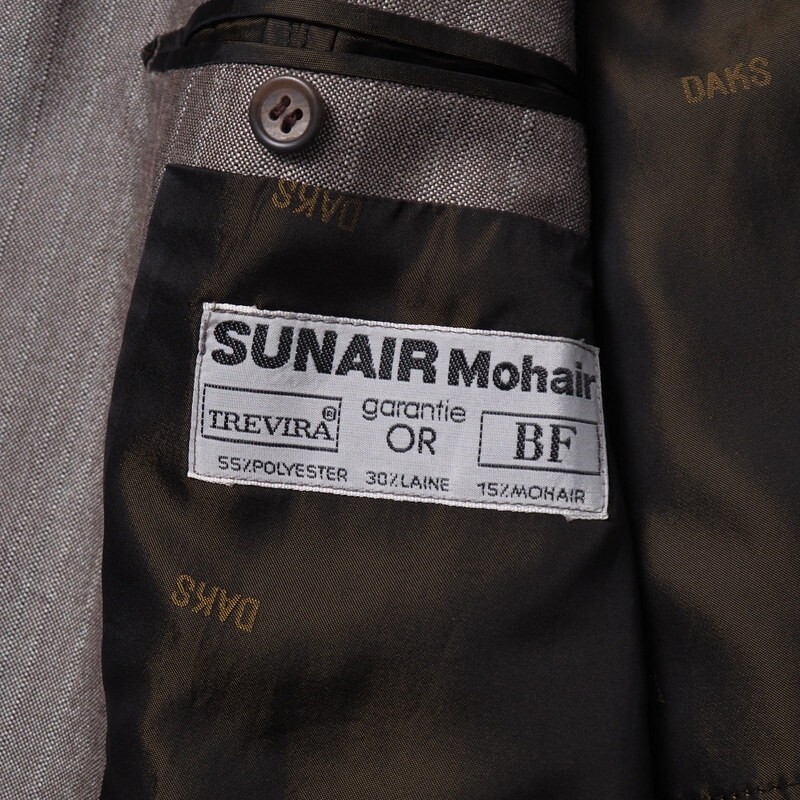 DAKS
DAKS
SUNAIR Mohair
TREVIRA®
garantie
OR
BF
55%POLYESTER 30%LAINE 15%MOHAIR
DAKS